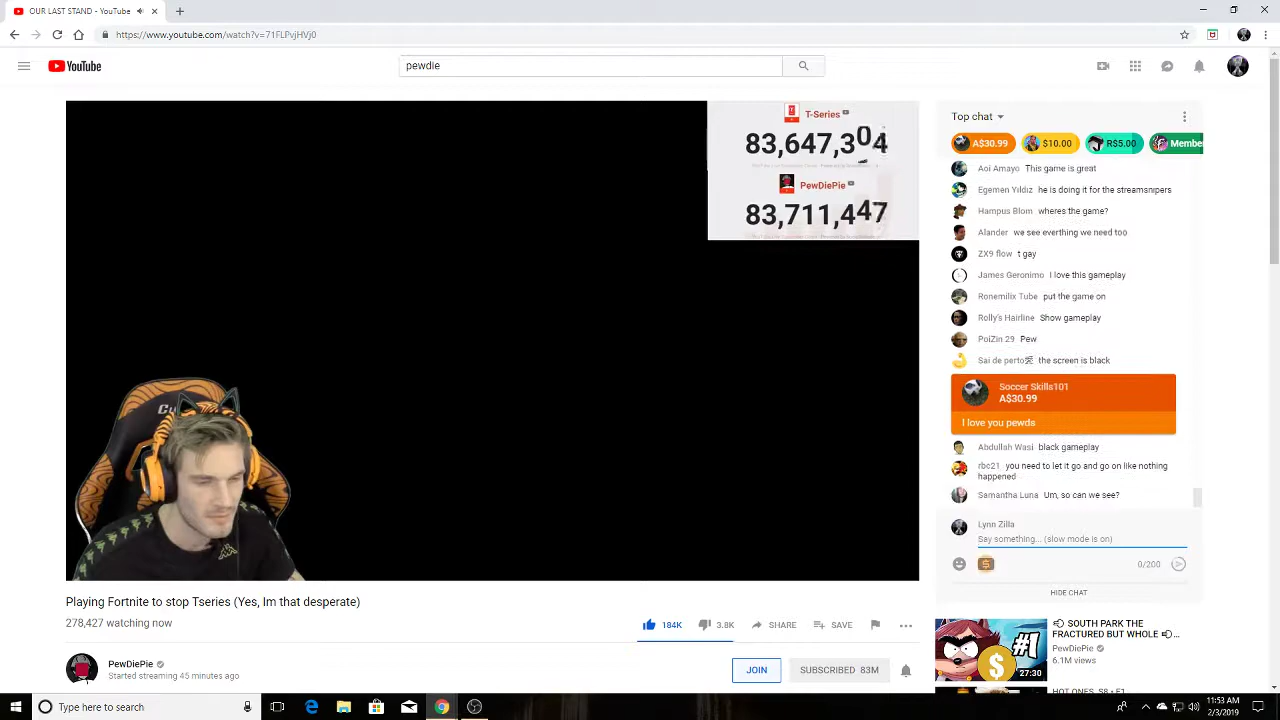 OUR LAST STAND - YouTube
https://www.youtube.com/watch?v=71FLPvjHVj0
YouTube
pewdie
T-Series
83,647,304
PewDiePie
83,711,447
Top chat
A$30.99
$10.00
R$5.00
Membe
Aoi Amayo This game is great
Egemen Yıldız he is doing it for the streamsnipers
Hampus Blom wheres the game?
Alander we see everthing we need too
ZX9 flow t gay
James Geronimo I love this gameplay
Ronemilix Tube put the game on
Rolly's Hairline Show gameplay
PoiZin 29 Pew
Sai de perto the screen is black
Soccer Skills101
A$30.99
I love you pewds
Abdullah Wasi black gameplay
rbc21 you need to let it go and go on like nothing
happened
Samantha Luna Um, so can we see?
Lynn Zilla
Say something... (slow mode is on)
0/200
HIDE CHAT
Playing Fortnite to stop Tseries (Yes, Im that desperate)
278,427 watching now
184K
3.8K
SHARE
SAVE
PewDiePie
Started streaming 45 minutes ago
JOIN
SUBSCRIBED 83M
#1
27:30
SOUTH PARK THE
FRACTURED BUT WHOLE
PewDiePie
6.1M views
HOT ONES, S8 • E1
Type here to search
11:53 AM
2/3/2019